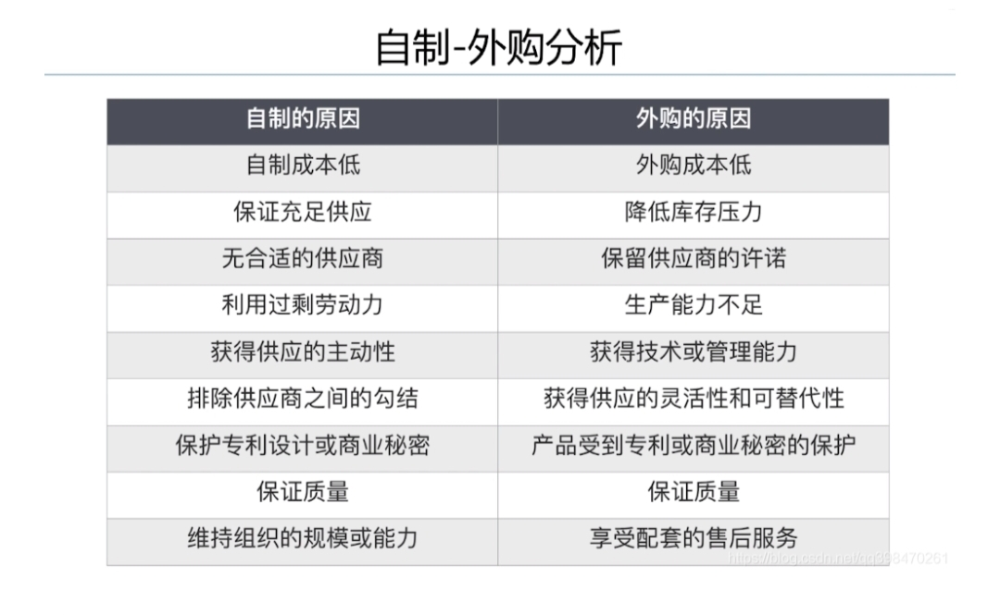 自制-外购分析
自制的原因 外购的原因
自制成本低 外购成本低
保证充足供应 降低库存压力
无合适的供应商 保留供应商的许诺
利用过剩劳动力 生产能力不足
获得供应的主动性 获得技术或管理能力
排除供应商之间的勾结 获得供应的灵活性和可替代性
保护专利设计或商业秘密 产品受到专利或商业秘密的保护
保证质量 保证质量
维持组织的规模或能力 享受配套的售后服务
https://blog.csdn.net/qq398470261